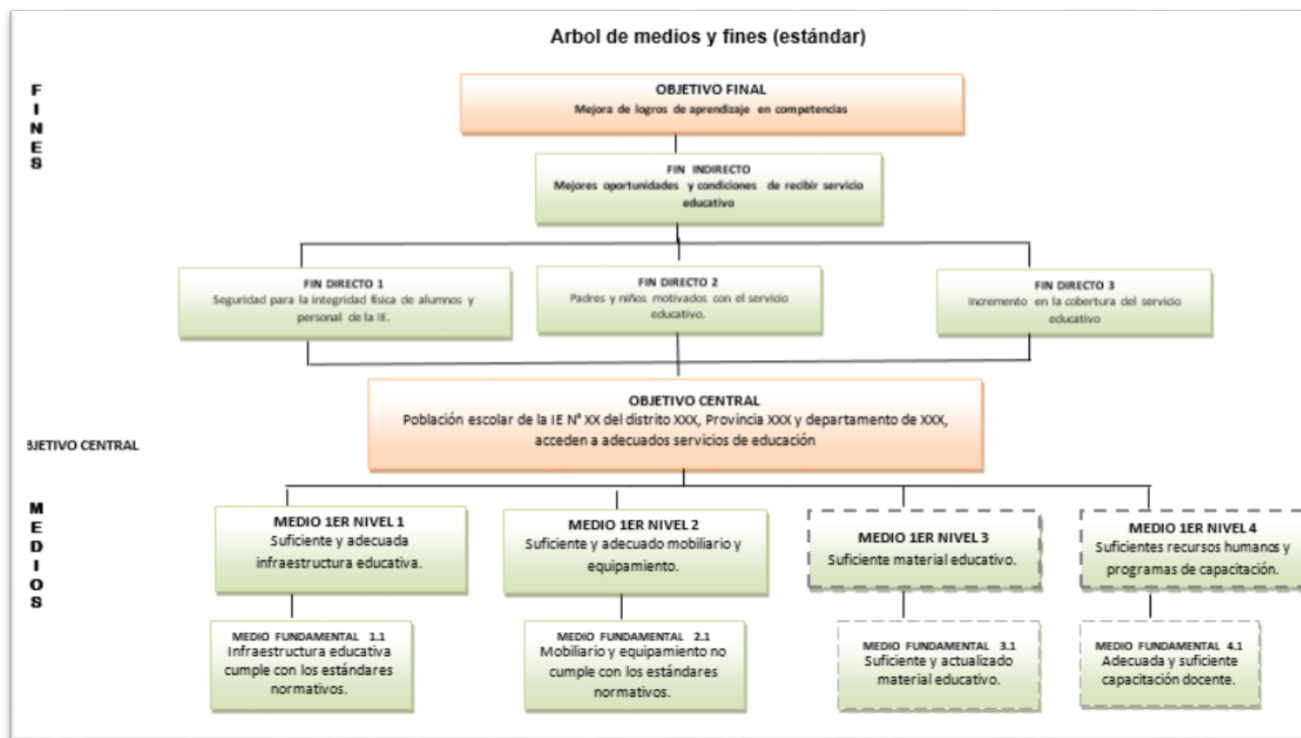 Arbol de medios y fines (estándar)
FINES
OBJETIVO FINAL
Mejora de logros de aprendizaje en competencias
FIN INDIRECTO
Mejores oportunidades y condiciones de recibir servicio
educativo
FIN DIRECTO 1
Seguridad para la integridad física de alumnos y
personal de la IE.
FIN DIRECTO 2
Padres y niños motivados con el servicio
educativo.
FIN DIRECTO 3
Incremento en la cobertura del servicio
educativo
OBJETIVO CENTRAL
Población escolar de la IE N° XX del distrito XXX, Provincia XXX y departamento de XXX,
acceden a adecuados servicios de educación
BJETIVO CENTRAL
MEDIOS
MEDIO 1ER NIVEL 1
Suficiente y adecuada
infraestructura educativa.
MEDIO 1ER NIVEL 2
Suficiente y adecuado mobiliario y
equipamiento.
MEDIO 1ER NIVEL 3
Suficiente material educativo.
MEDIO 1ER NIVEL 4
Suficientes recursos humanos y
programas de capacitación.
MEDIO FUNDAMENTAL 1.1
Infraestructura educativa
cumple con los estándares
normativos.
MEDIO FUNDAMENTAL 2.1
Mobiliario y equipamiento no
cumple con los estándares
normativos.
MEDIO FUNDAMENTAL 3.1
Suficiente y actualizado
material educativo.
MEDIO FUNDAMENTAL 4.1
Adecuada y suficiente
capacitación docente.